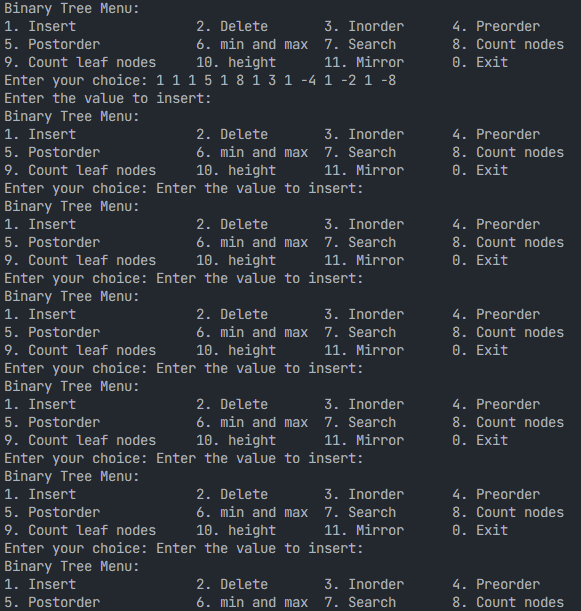 Binary Tree Menu:
1. Insert 2. Delete 3. Inorder 4. Preorder
5. Postorder 6. min and max 7. Search 8. Count nodes
9. Count leaf nodes 10. height 11. Mirror 0. Exit
Enter your choice: 1 1 1 5 1 8 1 3 1 -4 1 -2 1 -8
Enter the value to insert:
Binary Tree Menu:
1. Insert 2. Delete 3. Inorder 4. Preorder
5. Postorder 6. min and max 7. Search 8. Count nodes
9. Count leaf nodes 10. height 11. Mirror 0. Exit
Enter your choice: Enter the value to insert:
Binary Tree Menu:
1. Insert 2. Delete 3. Inorder 4. Preorder
5. Postorder 6. min and max 7. Search 8. Count nodes
9. Count leaf nodes 10. height 11. Mirror 0. Exit
Enter your choice: Enter the value to insert:
Binary Tree Menu:
1. Insert 2. Delete 3. Inorder 4. Preorder
5. Postorder 6. min and max 7. Search 8. Count nodes
9. Count leaf nodes 10. height 11. Mirror 0. Exit
Enter your choice: Enter the value to insert:
Binary Tree Menu:
1. Insert 2. Delete 3. Inorder 4. Preorder
5. Postorder 6. min and max 7. Search 8. Count nodes
9. Count leaf nodes 10. height 11. Mirror 0. Exit
Enter your choice: Enter the value to insert:
Binary Tree Menu:
1. Insert 2. Delete 3. Inorder 4. Preorder
5. Postorder 6. min and max 7. Search 8. Count nodes
9. Count leaf nodes 10. height 11. Mirror 0. Exit
Enter your choice: Enter the value to insert:
Binary Tree Menu:
1. Insert 2. Delete 3. Inorder 4. Preorder
5. Postorder 6. min and max 7. Search 8. Count nodes